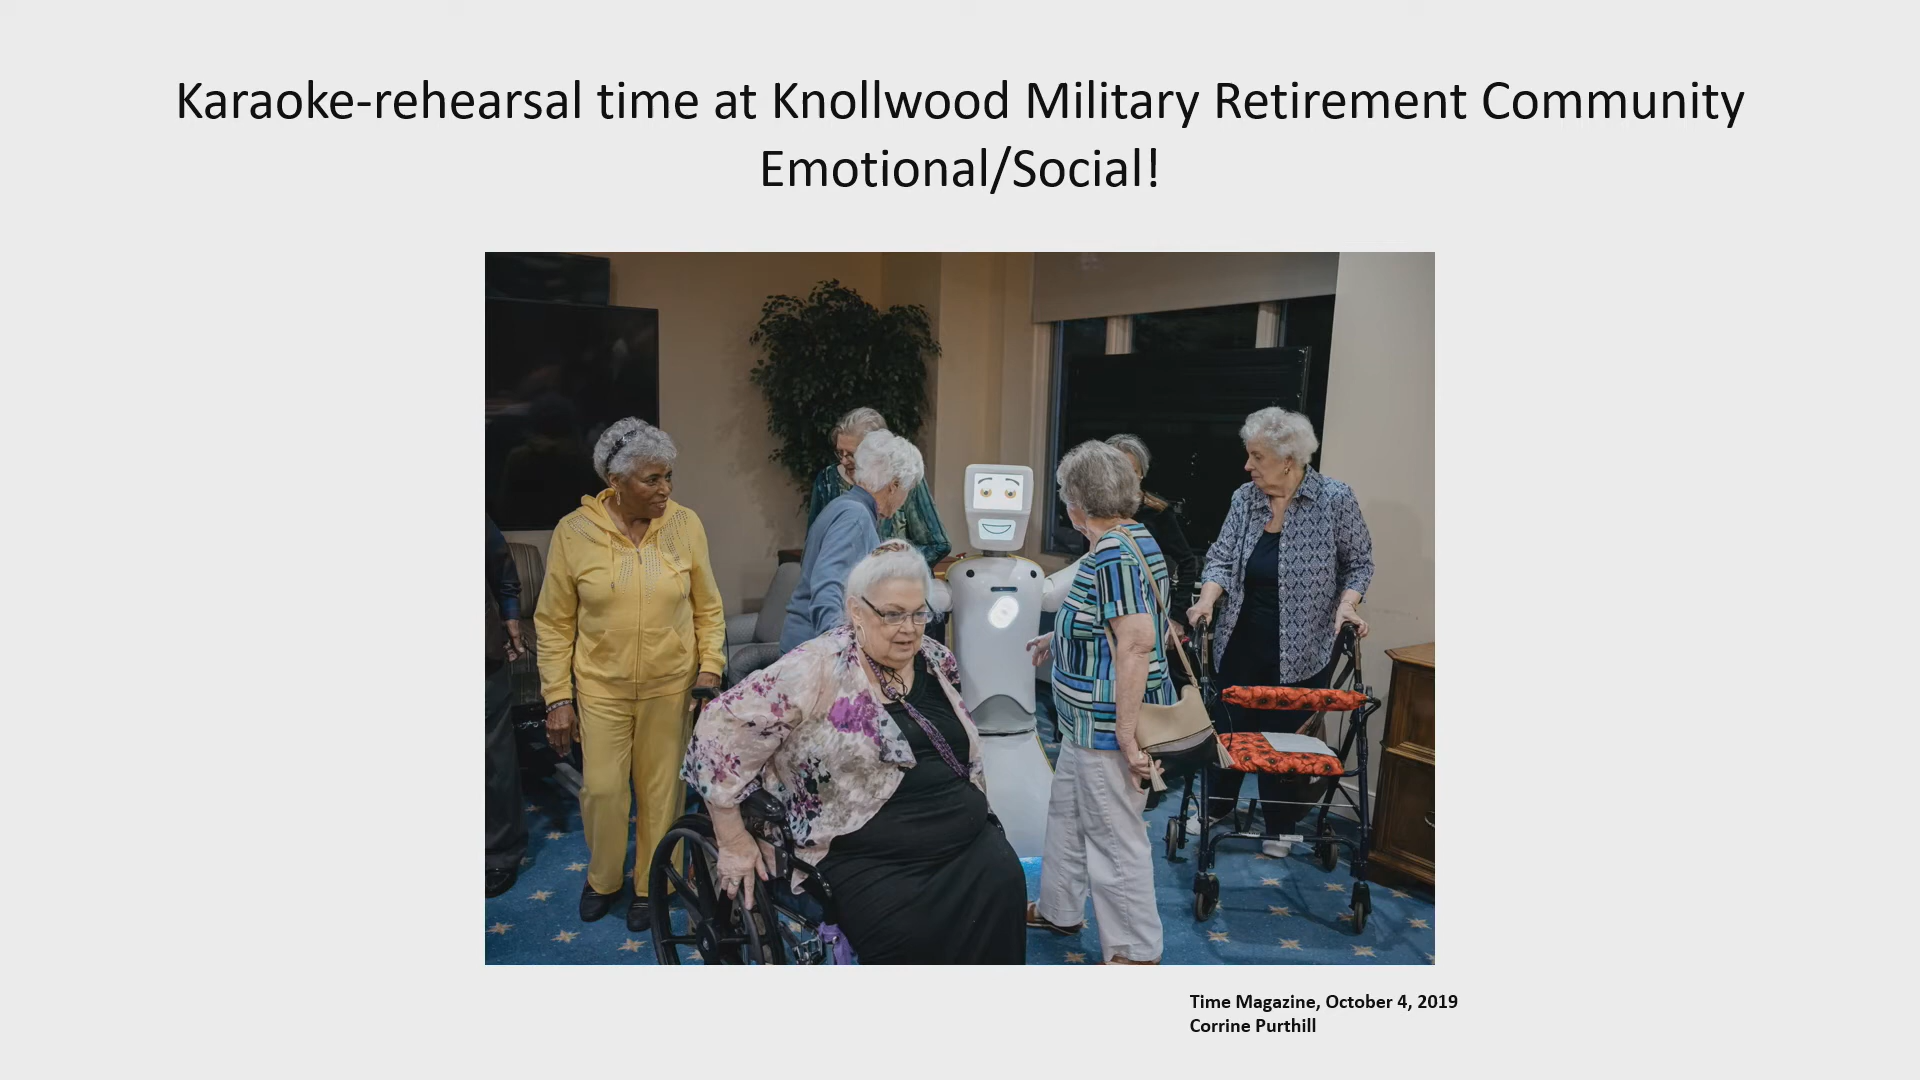 Karaoke-rehearsal time at Knollwood Military Retirement Community
Emotional/Social!
Time Magazine, October 4, 2019
Corrine Purthill